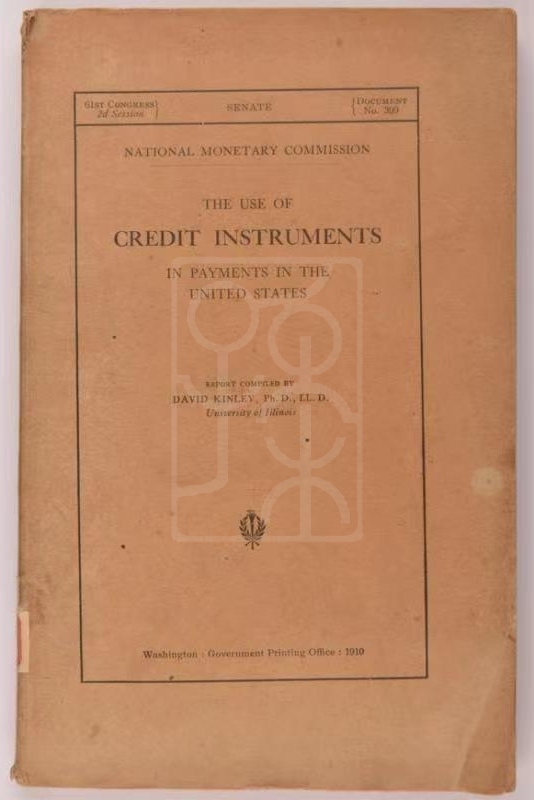 61ST CONGRESS
2d Session
SENATE
DOCUMENT
No. 399
NATIONAL MONETARY COMMISSION
THE USE OF
CREDIT INSTRUMENTS
IN PAYMENTS IN THE
UNITED STATES
REPORT COMPILED BY
DAVID KINLEY, Ph. D., LL. D.
University of Illinois
Washington : Government Printing Office : 1910